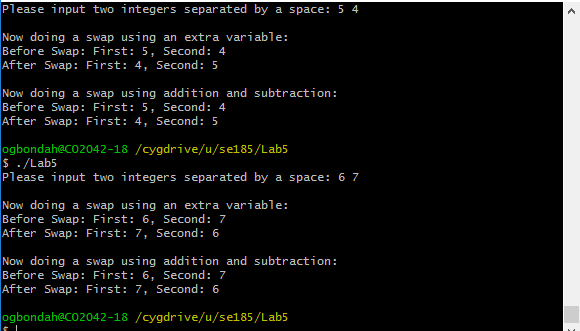 Please input two integers separated by a space: 5 4
Now doing a swap using an extra variable:
Before Swap: First: 5, Second: 4
After Swap: First: 4, Second: 5
Now doing a swap using addition and subtraction:
Before Swap: First: 5, Second: 4
After Swap: First: 4, Second: 5
ogbondah@CO2042-18 /cygdrive/u/se185/Lab5
$ ./Lab5
Please input two integers separated by a space: 6 7
Now doing a swap using an extra variable:
Before Swap: First: 6, Second: 7
After Swap: First: 7, Second: 6
Now doing a swap using addition and subtraction:
Before Swap: First: 6, Second: 7
After Swap: First: 7, Second: 6
ogbondah@CO2042-18 /cygdrive/u/se185/Lab5
$